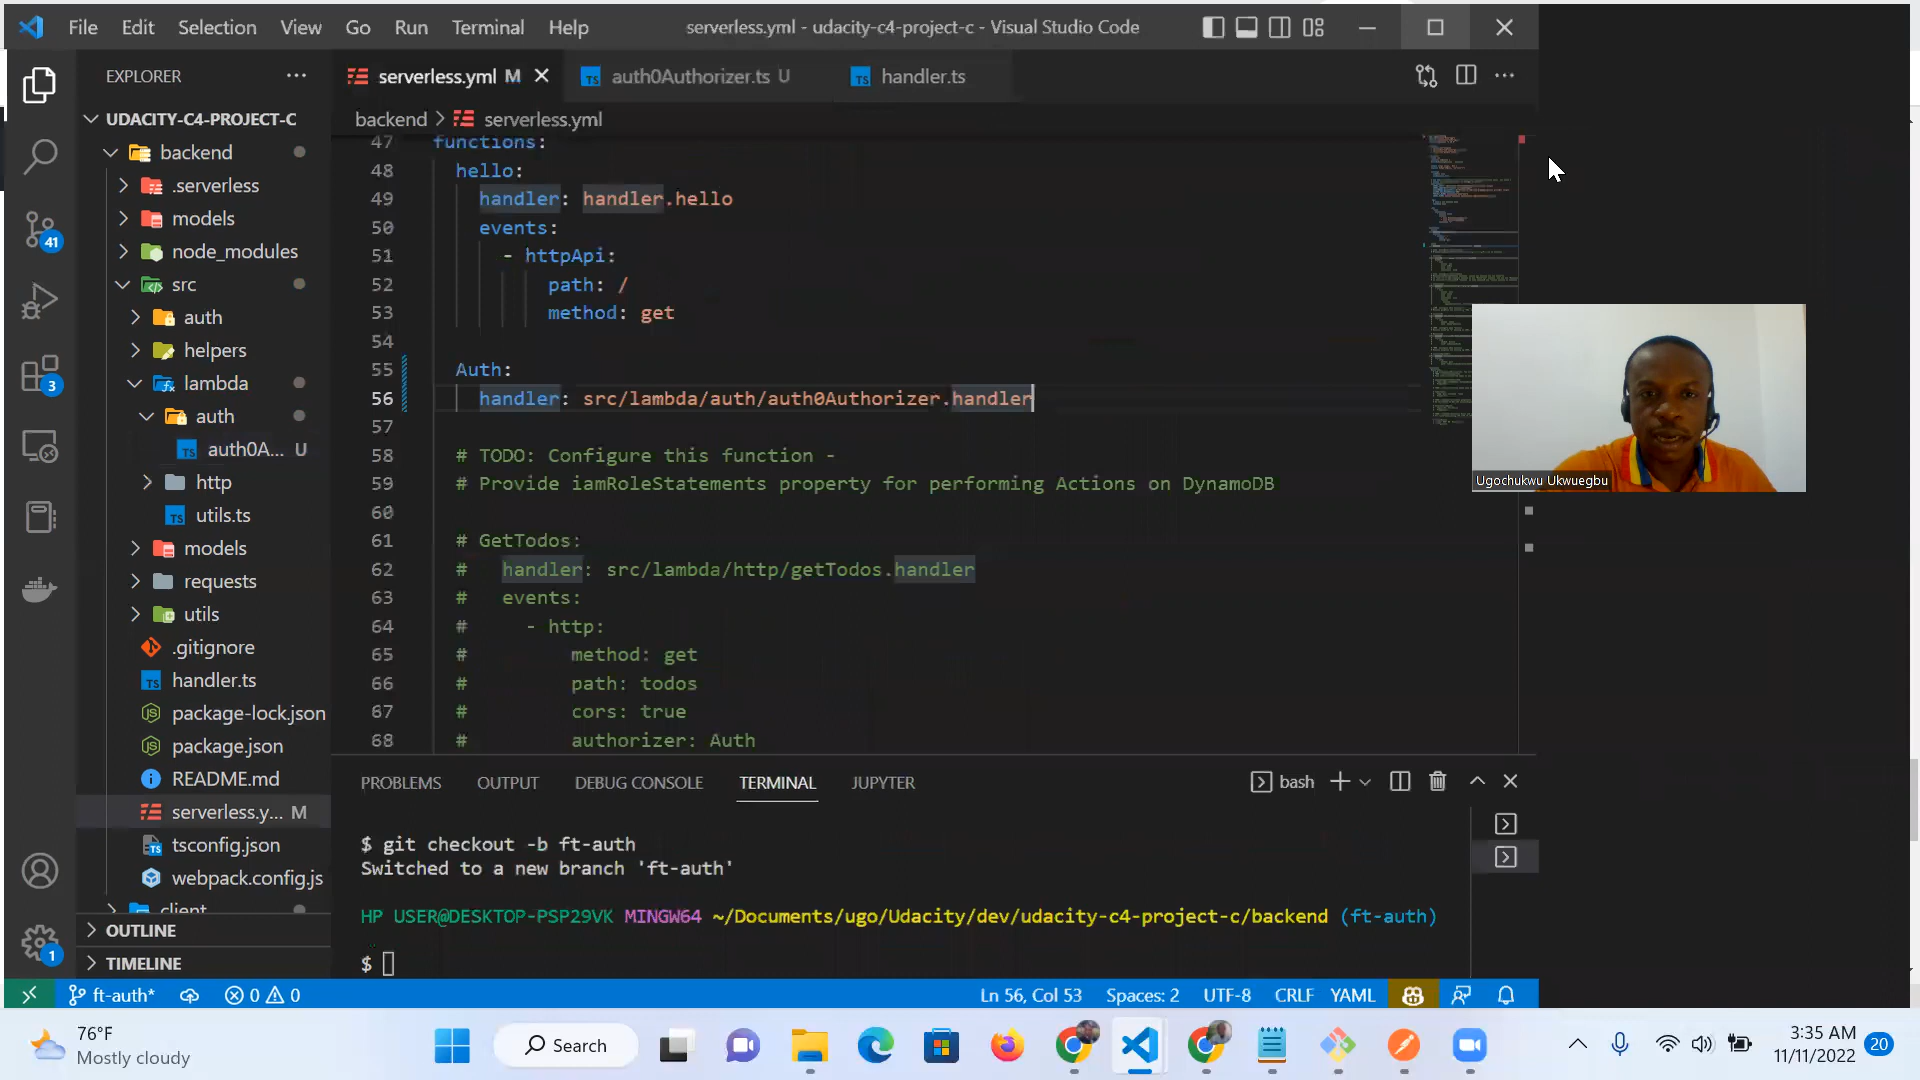 File Edit Selection View Go Run Terminal Help
serverless.yml - udacity-c4-project-c - Visual Studio Code
EXPLORER
serverless.yml M
auth0Authorizer.ts U
handler.ts
UDACITY-C4-PROJECT-C
backend > serverless.yml
backend
.serverless
models
node_modules
src
auth
helpers
lambda
auth
auth0A... U
http
utils.ts
models
requests
utils
.gitignore
handler.ts
package-lock.json
package.json
README.md
serverless.y... M
tsconfig.json
webpack.config.js
client
OUTLINE
TIMELINE
41
3
1
47 functions:
48 hello:
49 handler: handler.hello
50 events:
51 - httpApi:
52 path: /
53 method: get
54
55 Auth:
56 handler: src/lambda/auth/auth0Authorizer.handler
57
58 # TODO: Configure this function -
59 # Provide iamRoleStatements property for performing Actions on DynamoDB
60
61 # GetTodos:
62 # handler: src/lambda/http/getTodos.handler
63 # events:
64 # - http:
65 # method: get
66 # path: todos
67 # cors: true
68 # authorizer: Auth
Ugochukwu Ukwuegbu
PROBLEMS OUTPUT DEBUG CONSOLE TERMINAL JUPYTER
bash
$ git checkout -b ft-auth
Switched to a new branch 'ft-auth'
HP USER@DESKTOP-PSP29VK MINGW64 ~/Documents/ugo/Udacity/dev/udacity-c4-project-c/backend (ft-auth)
$
ft-auth* 0 0
Ln 56, Col 53 Spaces: 2 UTF-8 CRLF YAML
76°F
Mostly cloudy
Search
3:35 AM
11/11/2022
20